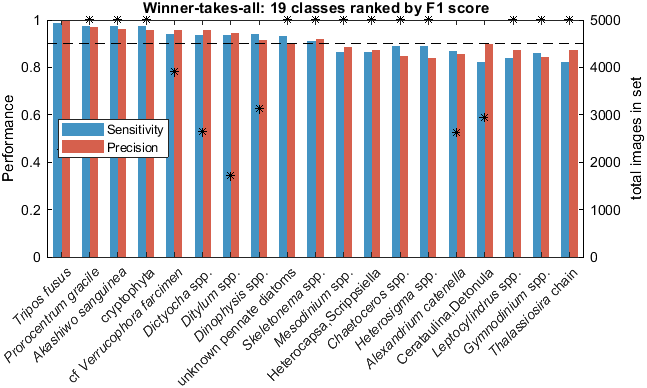 Winner-takes-all: 19 classes ranked by F1 score
Performance
1
0.8
0.6
0.4
0.2
0
Sensitivity
Precision
5000
4000
3000
2000
1000
0
total images in set
Tripos fusus
Prorocentrum gracile
Akashiwo sanguinea
cryptophyta
cf Verrucophora farcimen
Dictyocha spp.
Ditylum spp.
Dinophysis spp.
unknown pennate diatoms
Skeletonema spp.
Mesodinium spp.
Heterocapsa,Scrippsiella
Chaetoceros spp.
Heterosigma spp.
Alexandrium catenella
Cerataulina,Detonula
Leptocylindrus spp.
Gymnodinium spp.
Thalassiosira chain